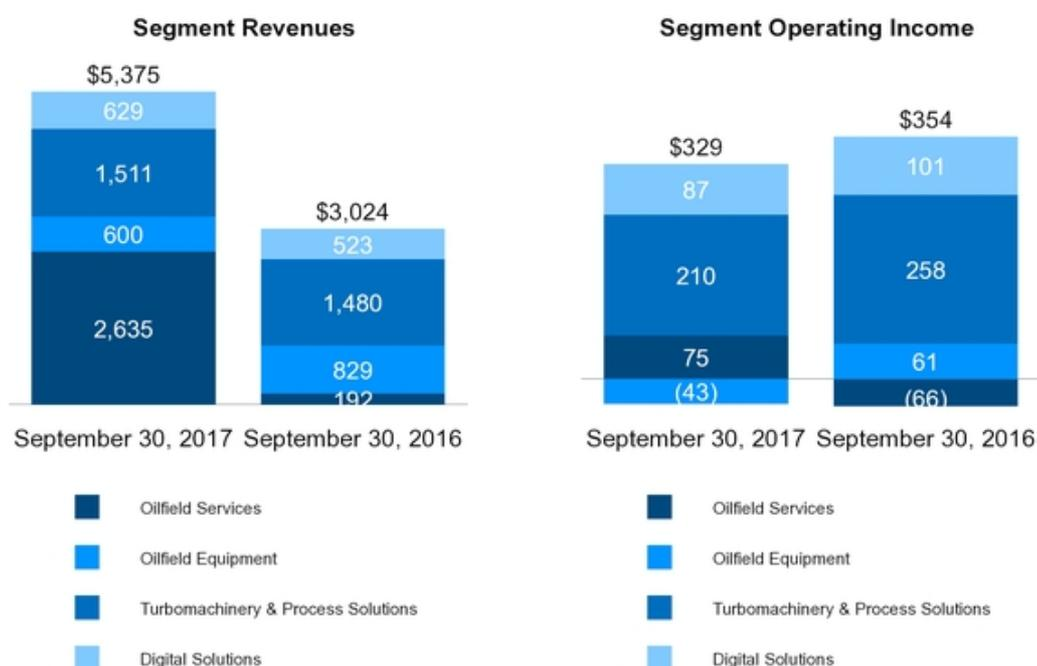 Segment Revenues
$5,375
629
1,511
600
2,635
$3,024
523
1,480
829
192
September 30, 2017 September 30, 2016
Oilfield Services
Oilfield Equipment
Turbomachinery & Process Solutions
Digital Solutions
Segment Operating Income
$329
87
210
75
(43)
$354
101
258
61
(66)
September 30, 2017 September 30, 2016
Oilfield Services
Oilfield Equipment
Turbomachinery & Process Solutions
Digital Solutions